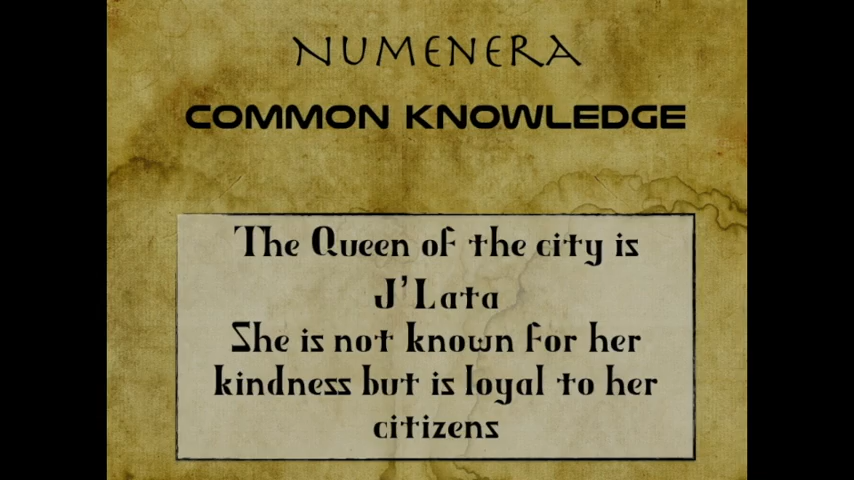 NUMENERA
COMMON KNOWLEDGE
The Queen of the city is
J'Lata
She is not known for her
kindness but is loyal to her
citizens